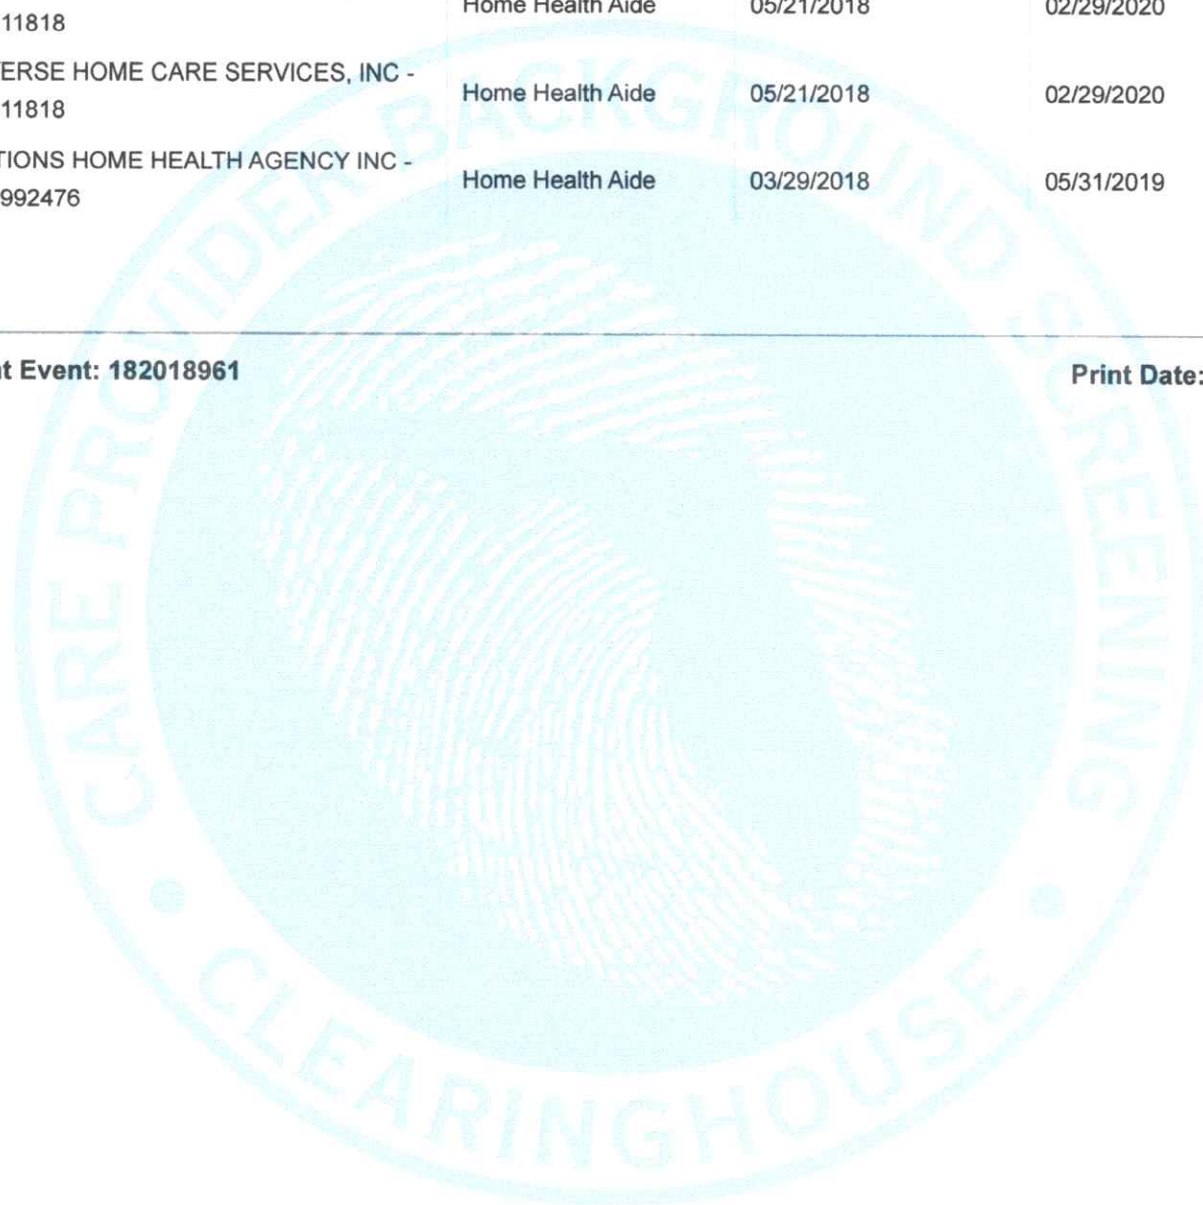 Home Health Aide 05/21/2018 02/29/2020
11818
ERSE HOME CARE SERVICES, INC -
Home Health Aide 05/21/2018 02/29/2020
11818
TIONS HOME HEALTH AGENCY INC -
Home Health Aide 03/29/2018 05/31/2019
992476
t Event: 182018961 Print Date:
CARE PROVIDER BACKGROUND SCREENING
CLEARINGHOUSE